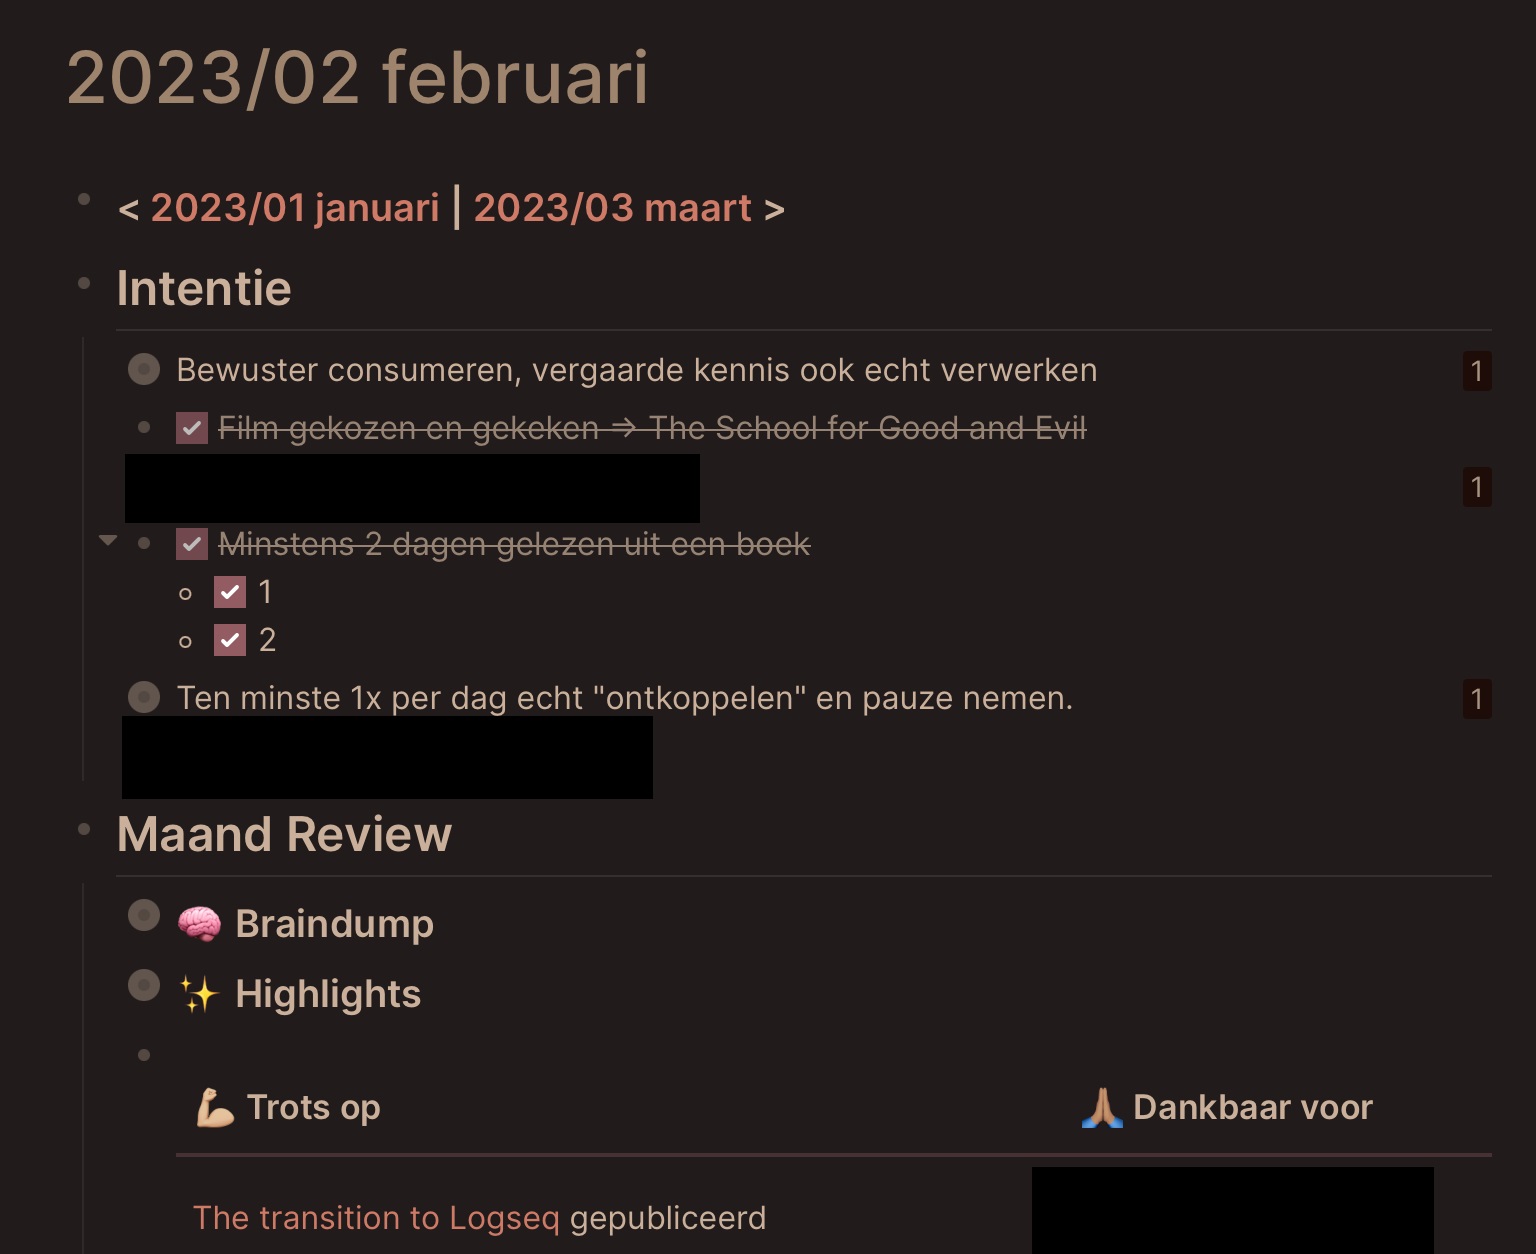 2023/02 februari
< 2023/01 januari | 2023/03 maart >
Intentie
Bewuster consumeren, vergaarde kennis ook echt verwerken 1
Film gekozen en gekeken → The School for Good and Evil
1
Minstens 2 dagen gelezen uit een boek
1
2
Ten minste 1x per dag echt "ontkoppelen" en pauze nemen. 1
Maand Review
🧠 Braindump
✨ Highlights
💪🏼 Trots op 🙏🏽 Dankbaar voor
The transition to Logseq gepubliceerd